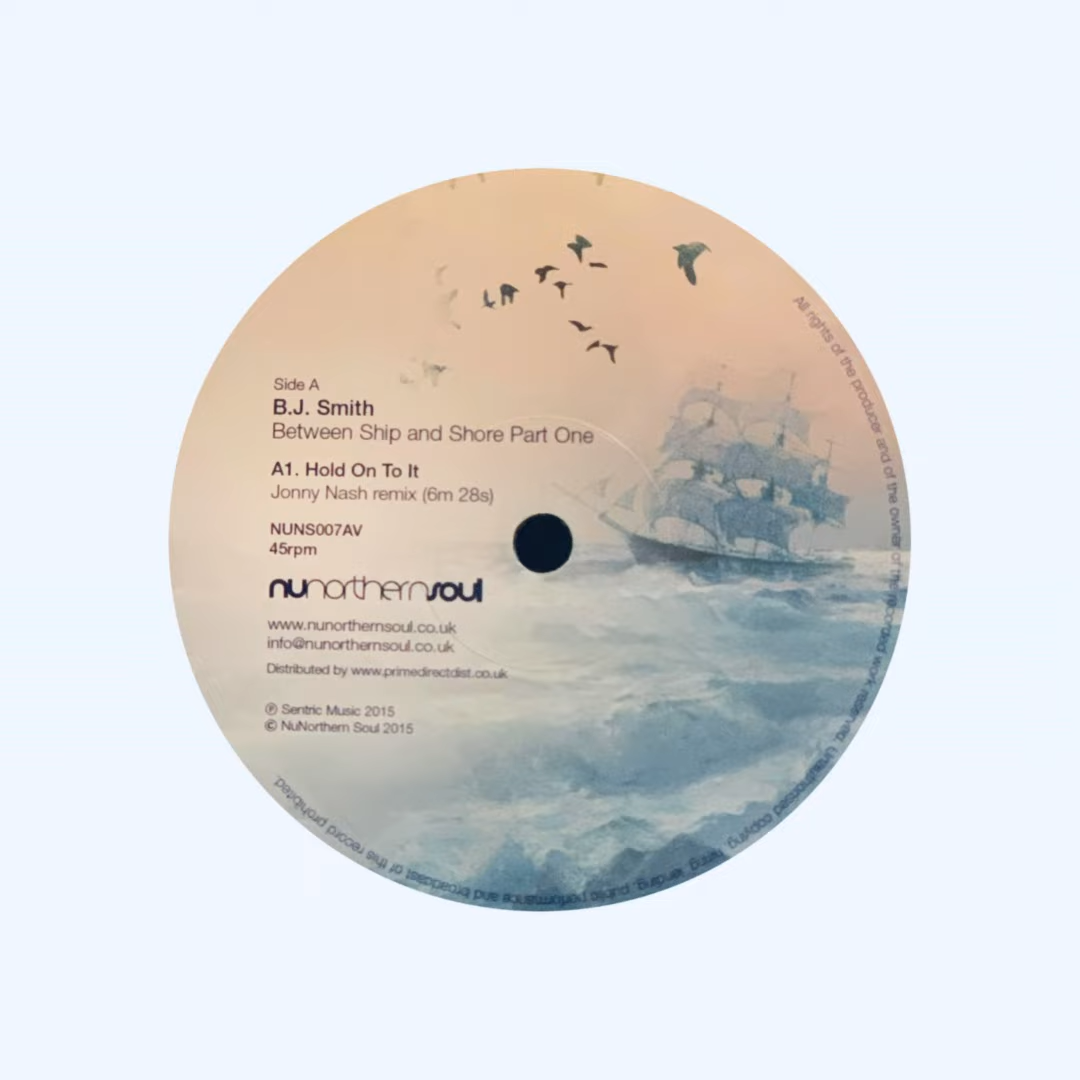 Side A
B.J. Smith
Between Ship and Shore Part One
A1. Hold On To It
Jonny Nash remix (6m 28s)
NUNS007AV
45rpm
nunorthernsoul
www.nunorthernsoul.co.uk
info@nunorthernsoul.co.uk
Distributed by www.primedirectdist.co.uk
℗ Sentric Music 2015
© NuNorthern Soul 2015
All rights of the producer and of the owner of the recorded work reserved. Unauthorised copying, hiring, lending, public performance and broadcast of this record prohibited.